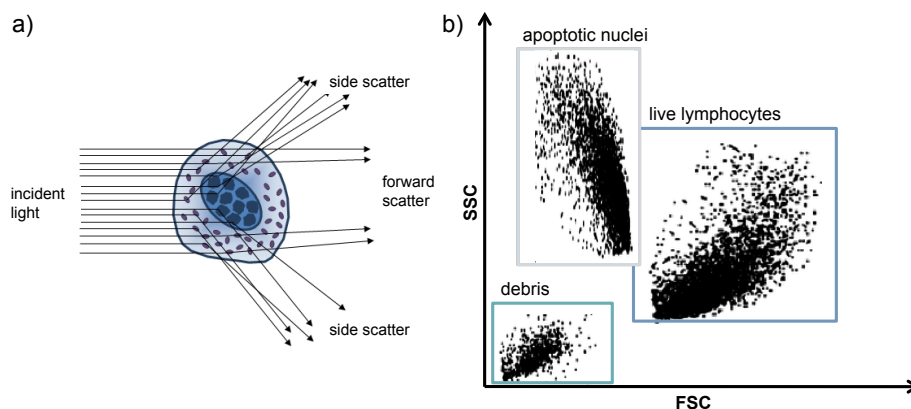 a)
side scatter
incident
light
forward
scatter
side scatter
b)
apoptotic nuclei
live lymphocytes
SSC
debris
FSC